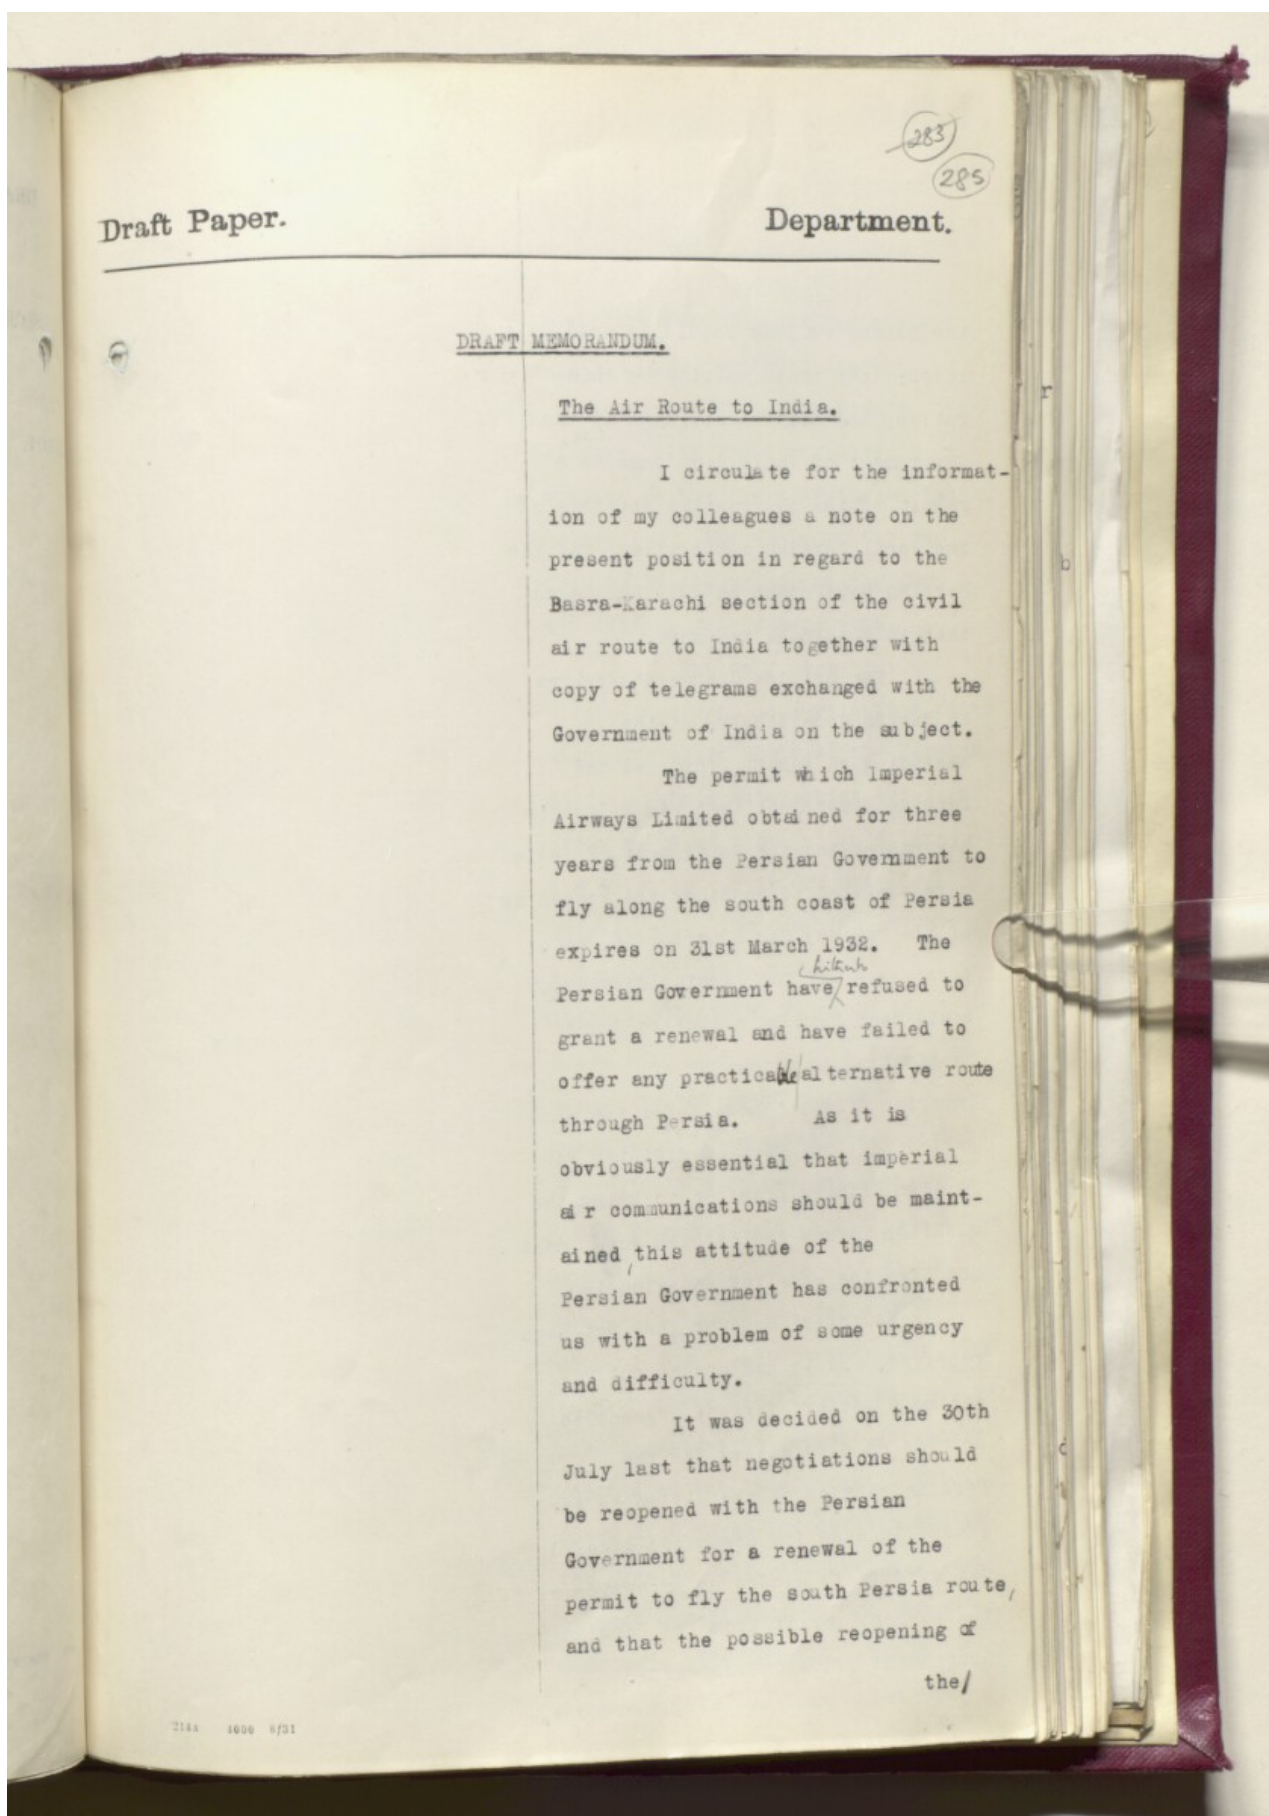 283
285
Draft Paper. Department.
DRAFT MEMORANDUM.
The Air Route to India.
I circulate for the informat-
ion of my colleagues a note on the
present position in regard to the
Basra-Karachi section of the civil
air route to India together with
copy of telegrams exchanged with the
Government of India on the subject.
The permit which Imperial
Airways Limited obtained for three
years from the Persian Government to
fly along the south coast of Persia
expires on 31st March 1932. The
hitherto
Persian Government have refused to
grant a renewal and have failed to
offer any practicable alternative route
through Persia. As it is
obviously essential that imperial
air communications should be maint-
ained, this attitude of the
Persian Government has confronted
us with a problem of some urgency
and difficulty.
It was decided on the 30th
July last that negotiations should
be reopened with the Persian
Government for a renewal of the
permit to fly the south Persia route,
and that the possible reopening of
the/
214A 4000 8/31